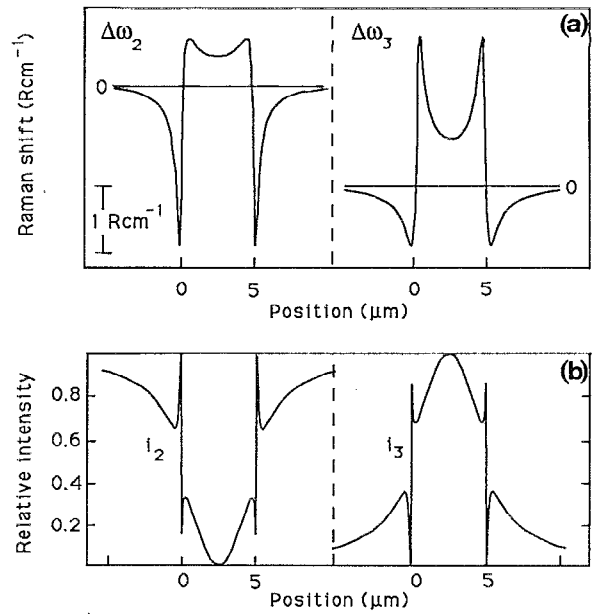 Δω₂
Δω₃
(a)
Raman shift (Rcm⁻¹)
0
0
1 Rcm⁻¹
0 5 0 5
Position (μm)
Position (μm)
(b)
Relative intensity
0.8
0.6
0.4
0.2
i₂
i₃
0 5 0 5
Position (μm)
Position (μm)